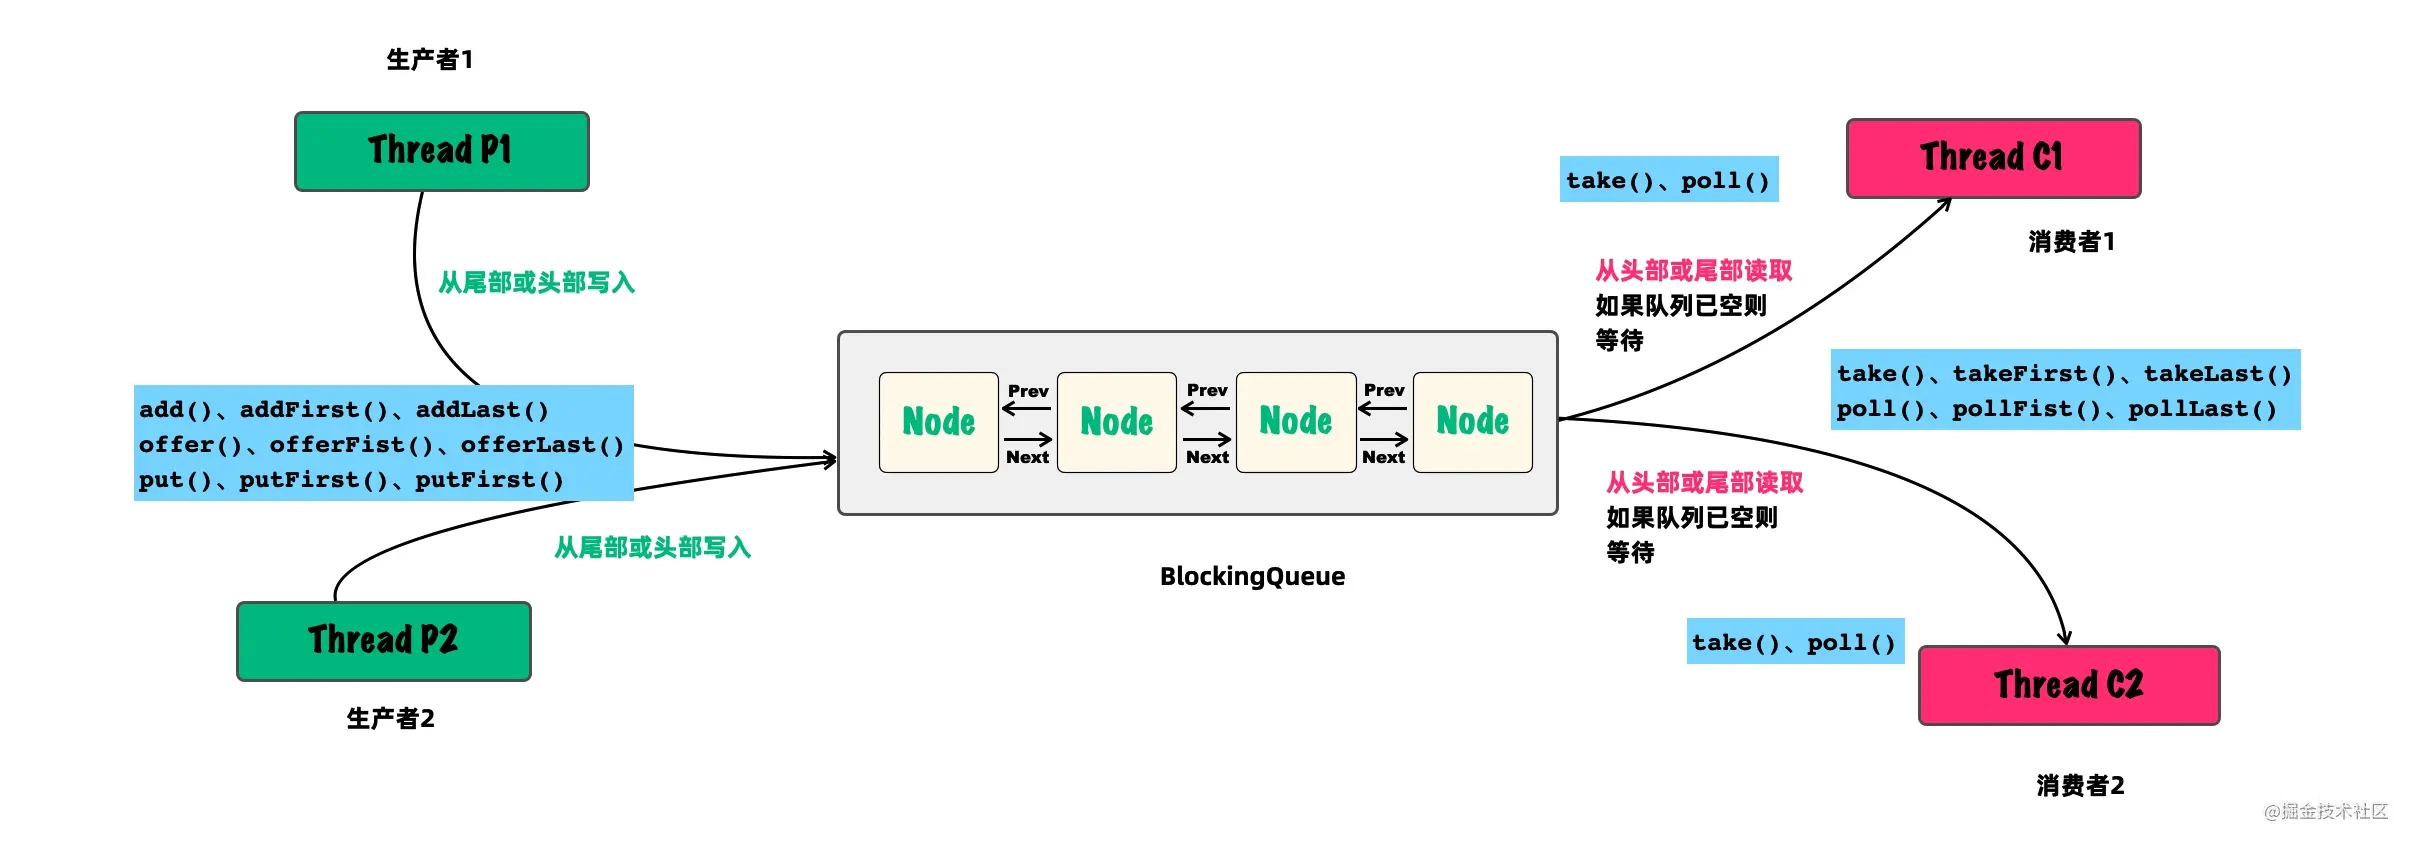 生产者1
Thread P1
从尾部或头部写入
add()、addFirst()、addLast()
offer()、offerFist()、offerLast()
put()、putFirst()、putFirst()
从尾部或头部写入
Thread P2
生产者2
Node
Prev
Next
Node
Prev
Next
Node
Prev
Next
Node
BlockingQueue
take()、poll()
Thread C1
消费者1
从头部或尾部读取
如果队列已空则
等待
take()、takeFirst()、takeLast()
poll()、pollFist()、pollLast()
从头部或尾部读取
如果队列已空则
等待
take()、poll()
Thread C2
消费者2
@掘金技术社区